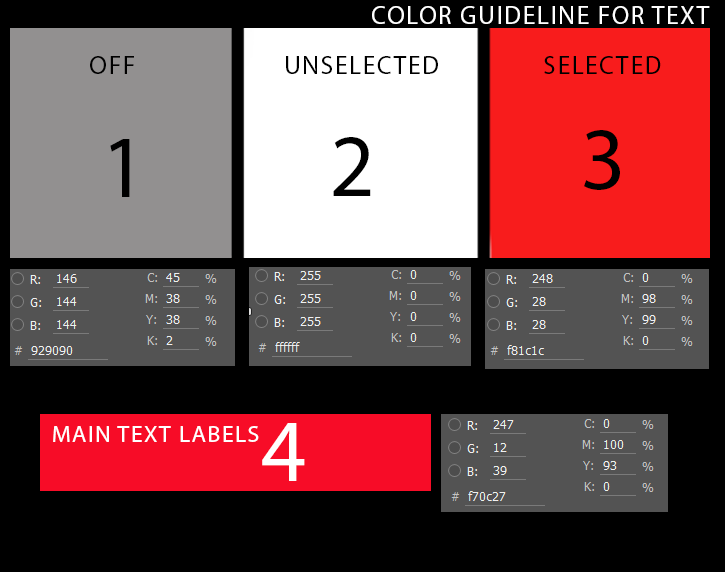 COLOR GUIDELINE FOR TEXT
OFF
1
UNSELECTED
2
SELECTED
3
R: 146 C: 45 %
G: 144 M: 38 %
B: 144 Y: 38 %
K: 2 %
# 929090
R: 255 C: 0 %
G: 255 M: 0 %
B: 255 Y: 0 %
K: 0 %
# ffffff
R: 248 C: 0 %
G: 28 M: 98 %
B: 28 Y: 99 %
K: 0 %
# f81c1c
MAIN TEXT LABELS 4
R: 247 C: 0 %
G: 12 M: 100 %
B: 39 Y: 93 %
K: 0 %
# f70c27